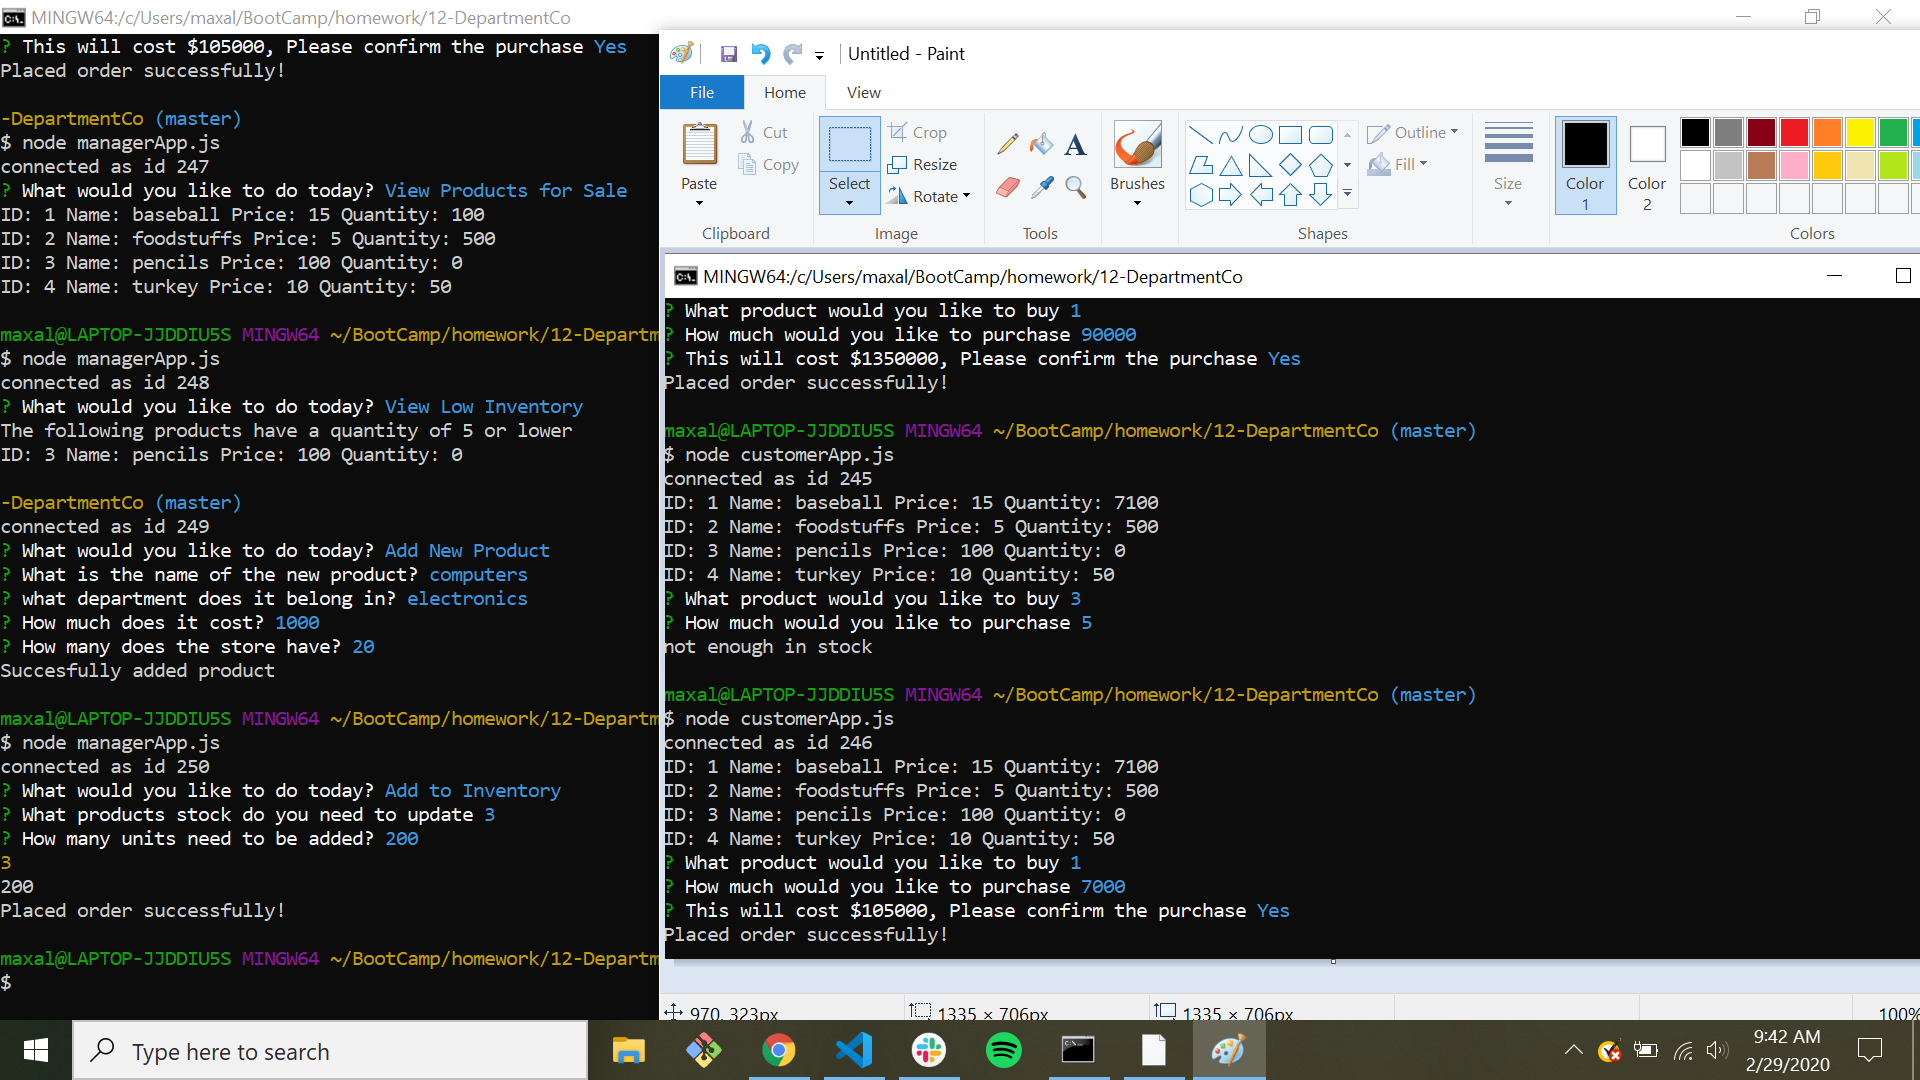 MINGW64:/c/Users/maxal/BootCamp/homework/12-DepartmentCo
? This will cost $105000, Please confirm the purchase Yes
Placed order successfully!
-DepartmentCo (master)
$ node managerApp.js
connected as id 247
? What would you like to do today? View Products for Sale
ID: 1 Name: baseball Price: 15 Quantity: 100
ID: 2 Name: foodstuffs Price: 5 Quantity: 500
ID: 3 Name: pencils Price: 100 Quantity: 0
ID: 4 Name: turkey Price: 10 Quantity: 50
maxal@LAPTOP-JJDDIU5S MINGW64 ~/BootCamp/homework/12-Departm
$ node managerApp.js
connected as id 248
? What would you like to do today? View Low Inventory
The following products have a quantity of 5 or lower
ID: 3 Name: pencils Price: 100 Quantity: 0
-DepartmentCo (master)
connected as id 249
? What would you like to do today? Add New Product
? What is the name of the new product? computers
? what department does it belong in? electronics
? How much does it cost? 1000
? How many does the store have? 20
Succesfully added product
maxal@LAPTOP-JJDDIU5S MINGW64 ~/BootCamp/homework/12-Departm
$ node managerApp.js
connected as id 250
? What would you like to do today? Add to Inventory
? What products stock do you need to update 3
? How many units need to be added? 200
3
200
Placed order successfully!
maxal@LAPTOP-JJDDIU5S MINGW64 ~/BootCamp/homework/12-Departm
$
Untitled - Paint
File Home View
Paste
Cut
Copy
Clipboard
Select
Crop
Resize
Rotate
Image
A
Tools
Brushes
Outline
Fill
Shapes
Size
Color 1
Color 2
Colors
MINGW64:/c/Users/maxal/BootCamp/homework/12-DepartmentCo
? What product would you like to buy 1
? How much would you like to purchase 90000
? This will cost $1350000, Please confirm the purchase Yes
Placed order successfully!
maxal@LAPTOP-JJDDIU5S MINGW64 ~/BootCamp/homework/12-DepartmentCo (master)
$ node customerApp.js
connected as id 245
ID: 1 Name: baseball Price: 15 Quantity: 7100
ID: 2 Name: foodstuffs Price: 5 Quantity: 500
ID: 3 Name: pencils Price: 100 Quantity: 0
ID: 4 Name: turkey Price: 10 Quantity: 50
? What product would you like to buy 3
? How much would you like to purchase 5
not enough in stock
maxal@LAPTOP-JJDDIU5S MINGW64 ~/BootCamp/homework/12-DepartmentCo (master)
$ node customerApp.js
connected as id 246
ID: 1 Name: baseball Price: 15 Quantity: 7100
ID: 2 Name: foodstuffs Price: 5 Quantity: 500
ID: 3 Name: pencils Price: 100 Quantity: 0
ID: 4 Name: turkey Price: 10 Quantity: 50
? What product would you like to buy 1
? How much would you like to purchase 7000
? This will cost $105000, Please confirm the purchase Yes
Placed order successfully!
970, 323px 1335 × 706px 1335 × 706px 100%
Type here to search
9:42 AM
2/29/2020